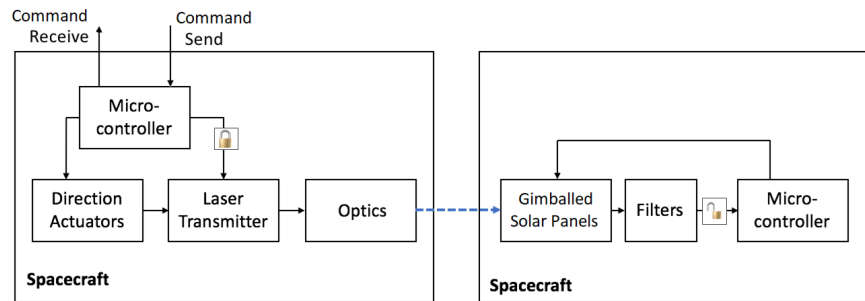 Command
Receive
Command
Send
Micro-
controller
Direction
Actuators
Laser
Transmitter
Optics
Spacecraft
Gimballed
Solar Panels
Filters
Micro-
controller
Spacecraft